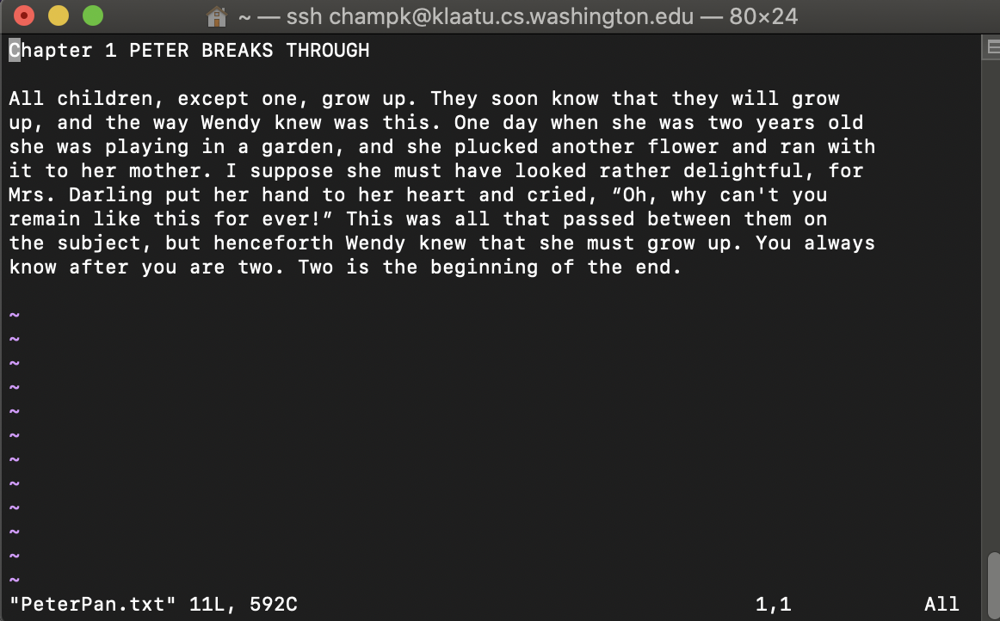 ~ — ssh champk@klaatu.cs.washington.edu — 80×24
Chapter 1 PETER BREAKS THROUGH
All children, except one, grow up. They soon know that they will grow
up, and the way Wendy knew was this. One day when she was two years old
she was playing in a garden, and she plucked another flower and ran with
it to her mother. I suppose she must have looked rather delightful, for
Mrs. Darling put her hand to her heart and cried, “Oh, why can't you
remain like this for ever!” This was all that passed between them on
the subject, but henceforth Wendy knew that she must grow up. You always
know after you are two. Two is the beginning of the end.
~
~
~
~
~
~
~
~
~
~
~
~
"PeterPan.txt" 11L, 592C 1,1 All